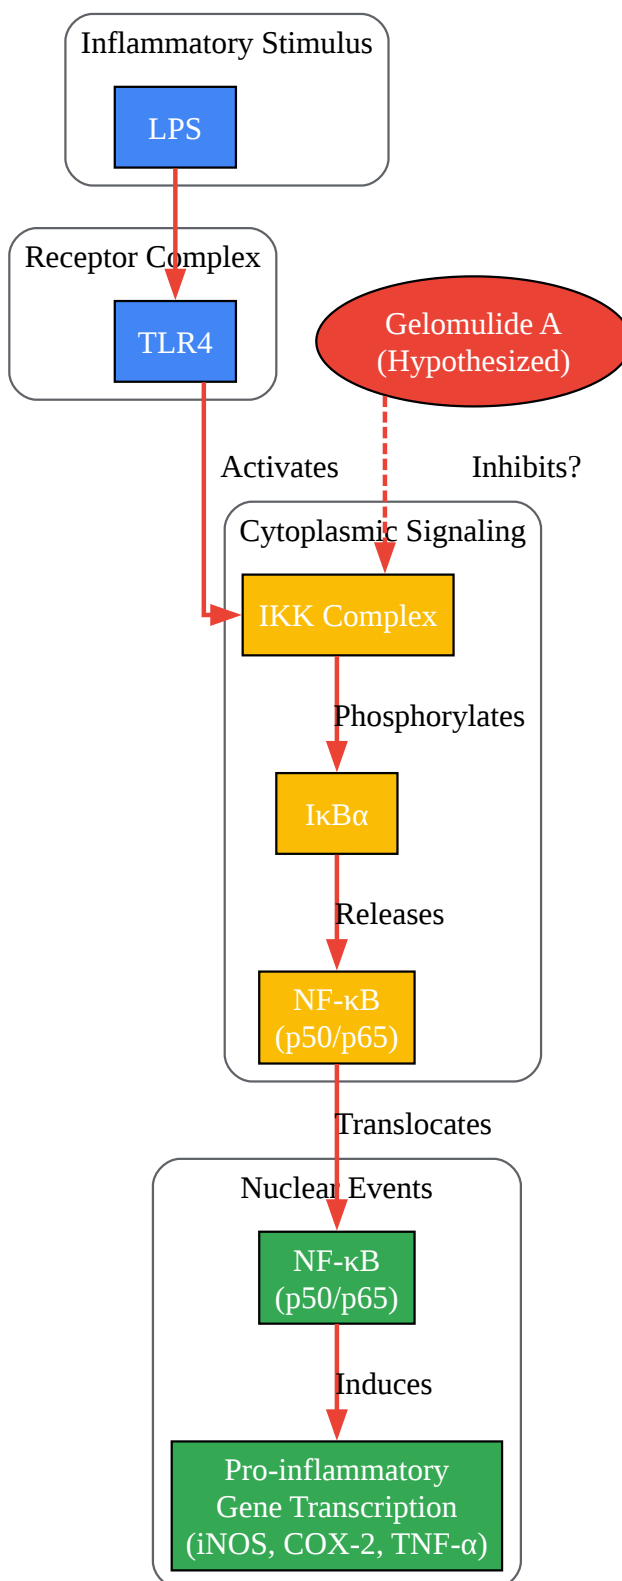 Inflammatory Stimulus
LPS
Receptor Complex
TLR4
Gelomulide A
(Hypothesized)
Activates
Inhibits?
Cytoplasmic Signaling
IKK Complex
Phosphorylates
IκBα
Releases
NF-κB
(p50/p65)
Translocates
Nuclear Events
NF-κB
(p50/p65)
Induces
Pro-inflammatory
Gene Transcription
(iNOS, COX-2, TNF-α)